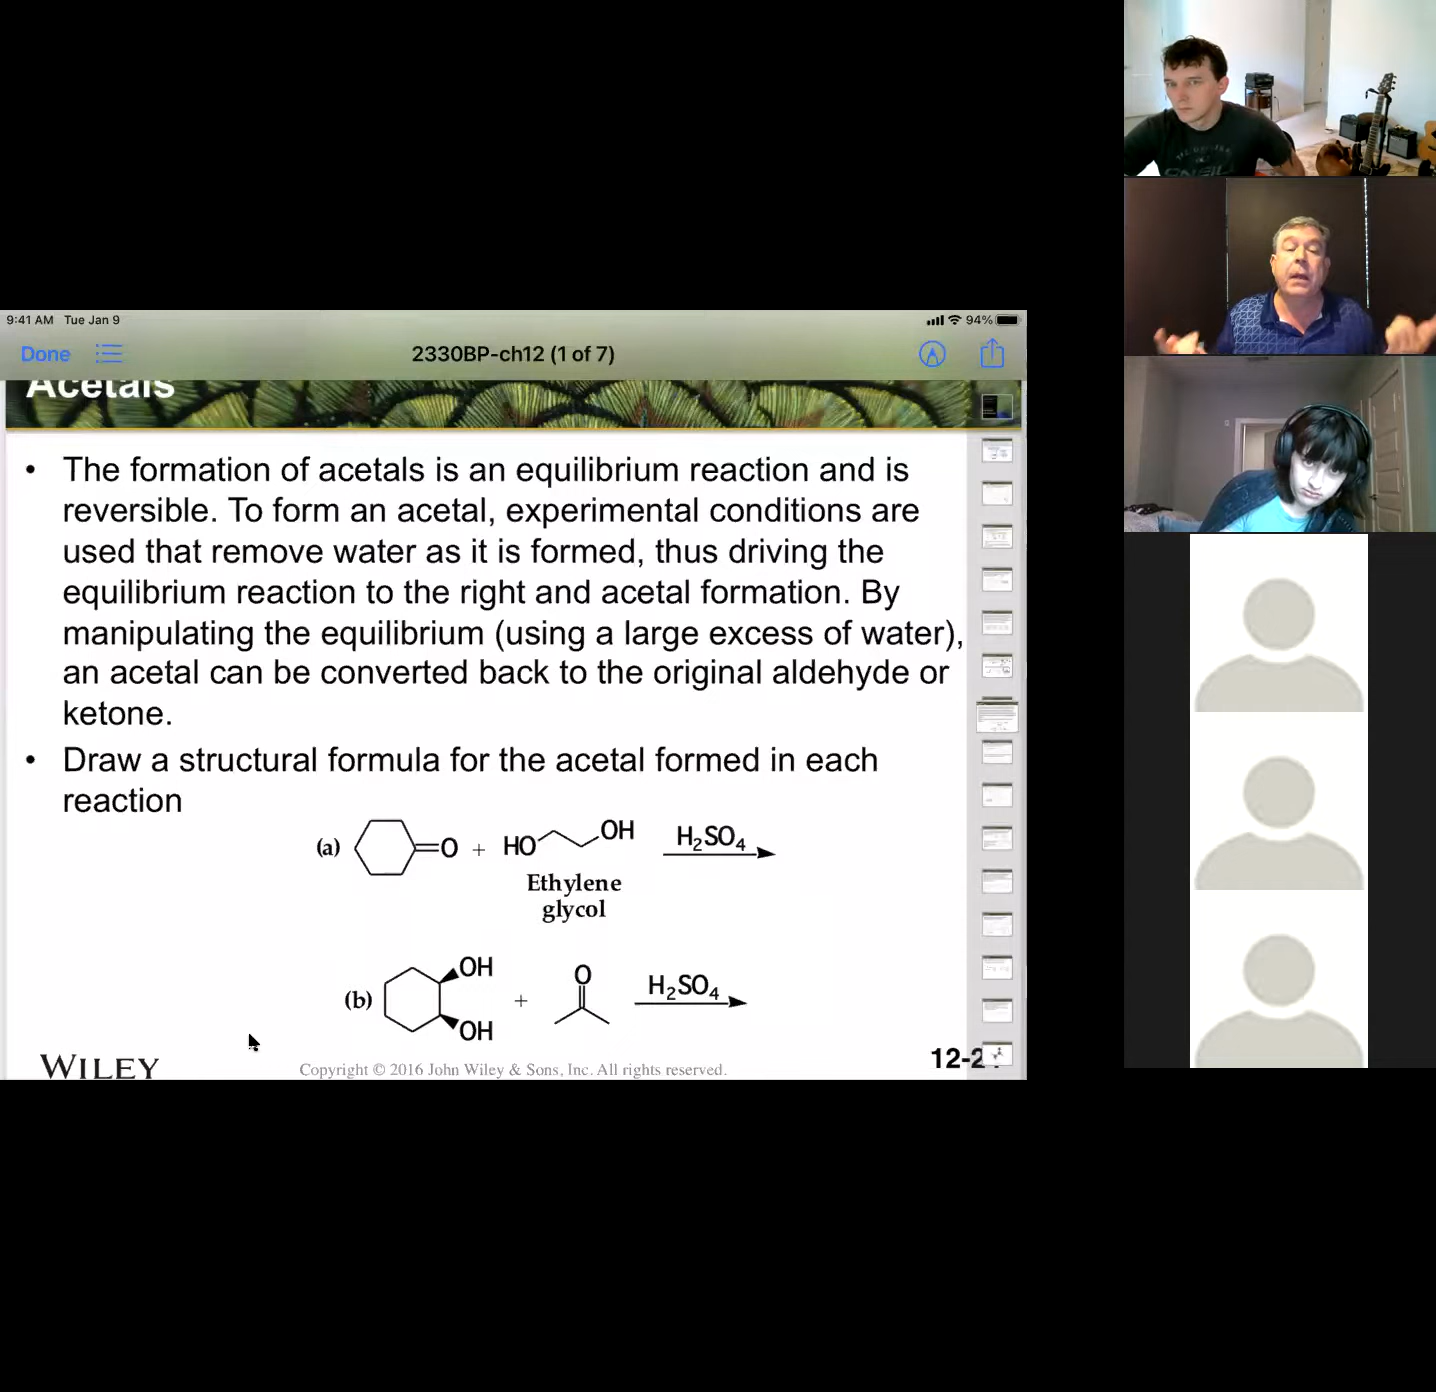 9:41 AM Tue Jan 9
94%
Done
2330BP-ch12 (1 of 7)
Acetals
• The formation of acetals is an equilibrium reaction and is
reversible. To form an acetal, experimental conditions are
used that remove water as it is formed, thus driving the
equilibrium reaction to the right and acetal formation. By
manipulating the equilibrium (using a large excess of water),
an acetal can be converted back to the original aldehyde or
ketone.
• Draw a structural formula for the acetal formed in each
reaction
(a) O + HO OH H₂SO₄
Ethylene
glycol
(b) OH OH + O H₂SO₄
WILEY
Copyright © 2016 John Wiley & Sons, Inc. All rights reserved.